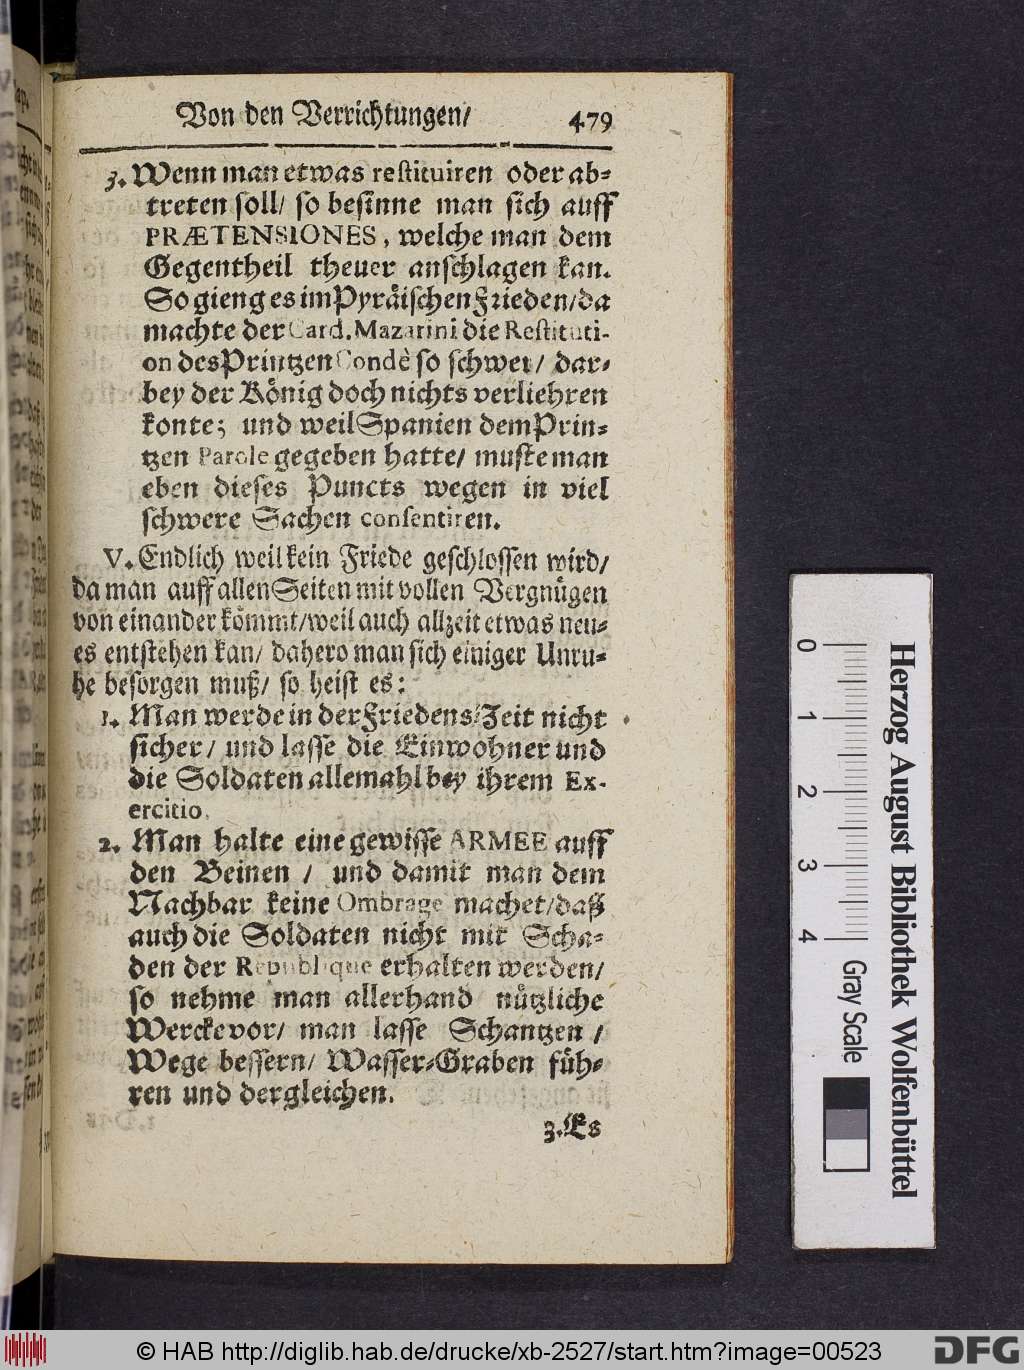 Von den Verrichtungen/ 479
3. Wenn man etwas restituiren oder ab-
treten soll/ so besinne man sich auff
PRÆTENSIONES, welche man dem
Gegentheil theuer anschlagen kan.
So gieng es im Pyräischen Frieden/ da
machte der Card. Mazarini die Restituti-
on des Printzen Condè so schwer/ dar-
bey der König doch nichts verliehren
konte; und weil Spanien dem Prin-
tzen Parole gegeben hatte/ muste man
eben dieses Puncts wegen in viel
schwere Sachen consentiren.
V. Endlich weil kein Friede geschlossen wird/
da man auff allen Seiten mit vollen Vergnügen
von einander kömmt/ weil auch allzeit etwas neu-
es entstehen kan/ dahero man sich einiger Unru-
he besorgen muß/ so heist es:
1. Man werde in der Friedens-Zeit nicht
sicher/ und lasse die Einwohner und
die Soldaten allemahl bey ihrem Ex-
ercitio.
2. Man halte eine gewisse ARMEE auff
den Beinen / und damit man dem
Nachbar keine Ombrage machet/ daß
auch die Soldaten nicht mit Scha-
den der Republique erhalten werden/
so nehme man allerhand nützliche
Wercke vor/ man lasse Schantzen /
Wege bessern/ Wasser-Graben füh-
ren und dergleichen.
3. Es
0 1 2 3 4
Gray Scale
Herzog August Bibliothek Wolfenbüttel
© HAB http://diglib.hab.de/drucke/xb-2527/start.htm?image=00523
DFG